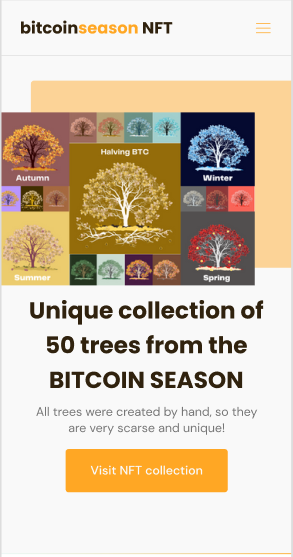 bitcoinseason NFT
Autumn
Halving BTC
Winter
Summer
Spring
Unique collection of
50 trees from the
BITCOIN SEASON
All trees were created by hand, so they
are very scarse and unique!
Visit NFT collection